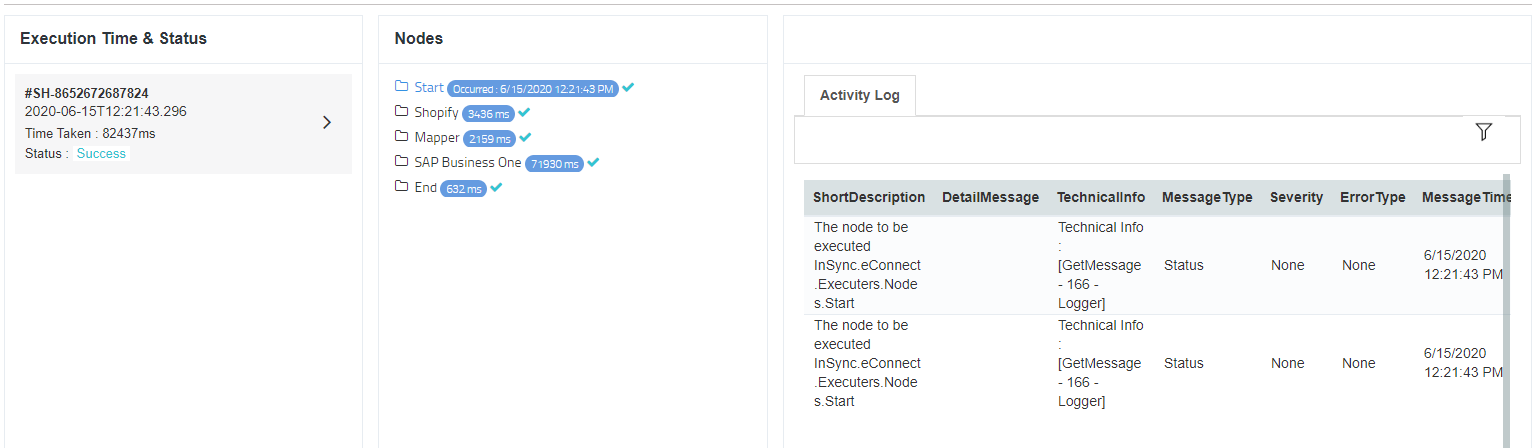 Execution Time & Status
#SH-8652672687824
2020-06-15T12:21:43.296
Time Taken : 82437ms
Status : Success
Nodes
Start Occurred : 6/15/2020 12:21:43 PM
Shopify 3436 ms
Mapper 2159 ms
SAP Business One 71930 ms
End 632 ms
Activity Log
ShortDescription DetailMessage TechnicalInfo MessageType Severity ErrorType MessageTime
The node to be
executed
InSync.eConnect
.Executers.Node
s.Start
Technical Info
:
[GetMessage
- 166 -
Logger]
Status
None
None
6/15/2020
12:21:43 PM
The node to be
executed
InSync.eConnect
.Executers.Node
s.Start
Technical Info
:
[GetMessage
- 166 -
Logger]
Status
None
None
6/15/2020
12:21:43 PM